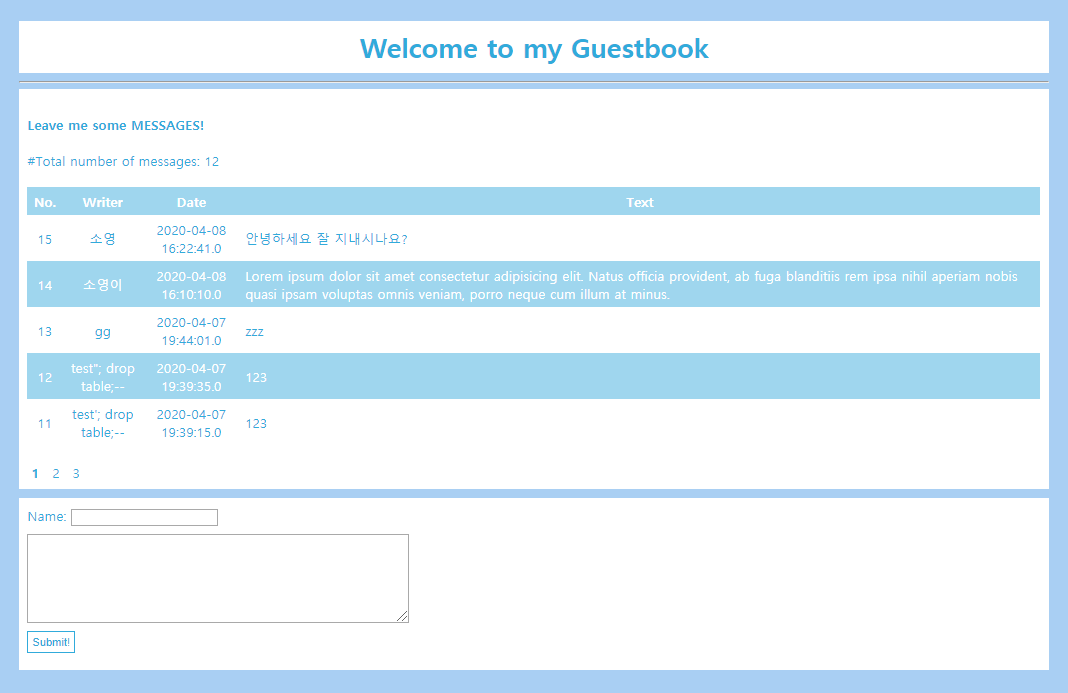 Welcome to my Guestbook
Leave me some MESSAGES!
#Total number of messages: 12
No. Writer Date Text
15 소영 2020-04-08 16:22:41.0 안녕하세요 잘 지내시나요?
14 소영이 2020-04-08 16:10:10.0 Lorem ipsum dolor sit amet consectetur adipisicing elit. Natus officia provident, ab fuga blanditiis rem ipsa nihil aperiam nobis
quasi ipsam voluptas omnis veniam, porro neque cum illum at minus.
13 gg 2020-04-07 19:44:01.0 zzz
12 test"; drop table;-- 2020-04-07 19:39:35.0 123
11 test'; drop table;-- 2020-04-07 19:39:15.0 123
1 2 3
Name:
Submit!